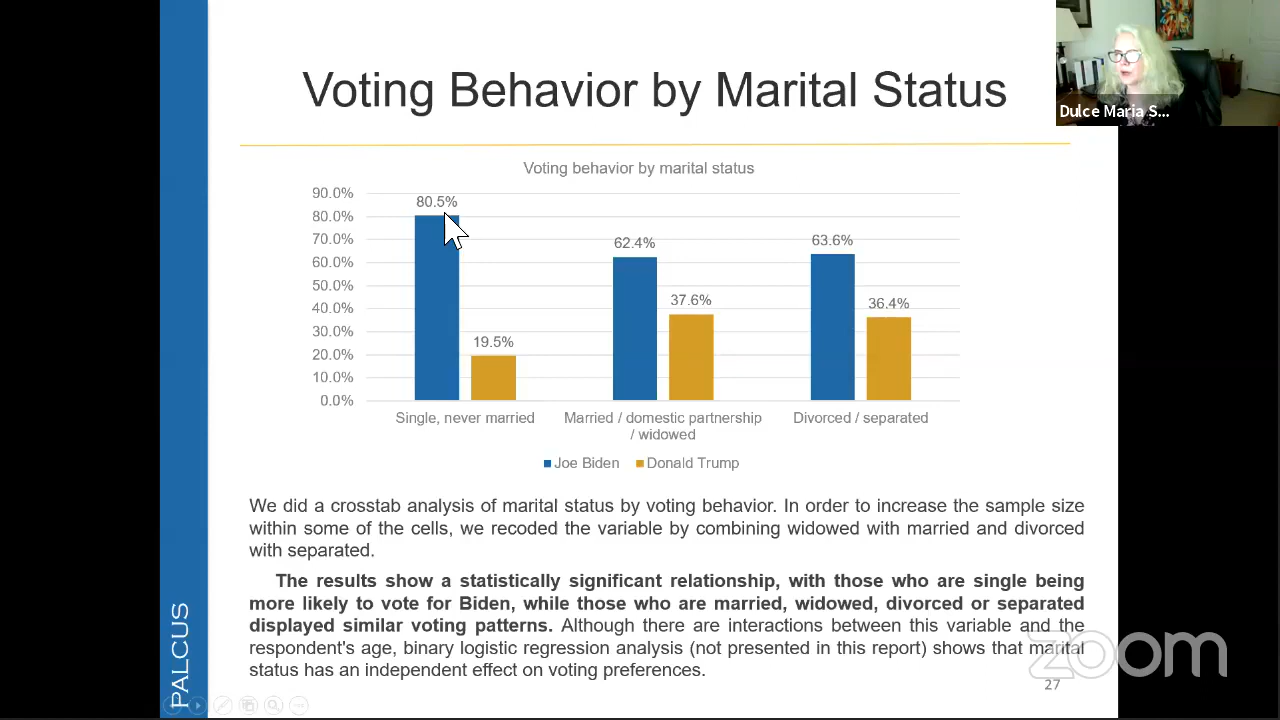 Voting Behavior by Marital Status
Dulce Maria S...
Voting behavior by marital status
90.0%
80.0%
70.0%
60.0%
50.0%
40.0%
30.0%
20.0%
10.0%
0.0%
80.5%
19.5%
62.4%
37.6%
63.6%
36.4%
Single, never married
Married / domestic partnership
/ widowed
Divorced / separated
Joe Biden
Donald Trump
We did a crosstab analysis of marital status by voting behavior. In order to increase the sample size
within some of the cells, we recoded the variable by combining widowed with married and divorced
with separated.
The results show a statistically significant relationship, with those who are single being
more likely to vote for Biden, while those who are married, widowed, divorced or separated
displayed similar voting patterns. Although there are interactions between this variable and the
respondent's age, binary logistic regression analysis (not presented in this report) shows that marital
status has an independent effect on voting preferences.
27
PALCUS
zoom